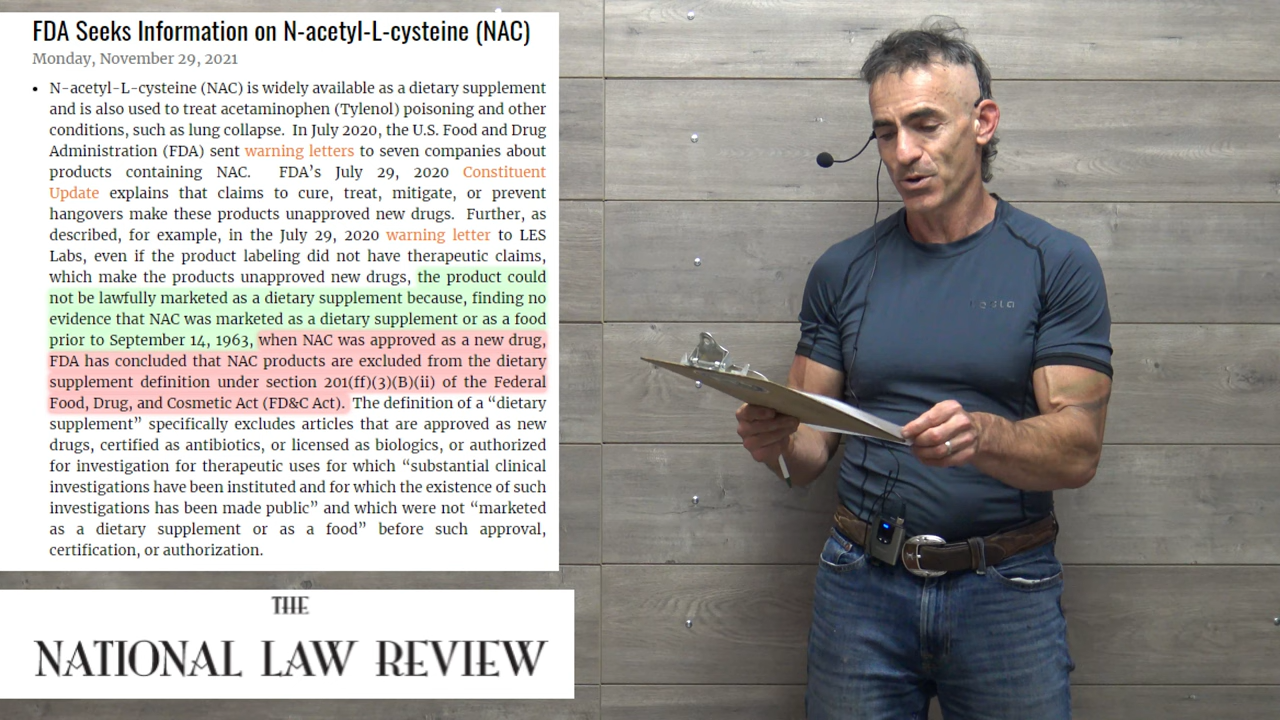 FDA Seeks Information on N-acetyl-L-cysteine (NAC)
Monday, November 29, 2021
• N-acetyl-L-cysteine (NAC) is widely available as a dietary supplement
and is also used to treat acetaminophen (Tylenol) poisoning and other
conditions, such as lung collapse. In July 2020, the U.S. Food and Drug
Administration (FDA) sent warning letters to seven companies about
products containing NAC. FDA's July 29, 2020 Constituent
Update explains that claims to cure, treat, mitigate, or prevent
hangovers make these products unapproved new drugs. Further, as
described, for example, in the July 29, 2020 warning letter to LES
Labs, even if the product labeling did not have therapeutic claims,
which make the products unapproved new drugs, the product could
not be lawfully marketed as a dietary supplement because, finding no
evidence that NAC was marketed as a dietary supplement or as a food
prior to September 14, 1963, when NAC was approved as a new drug,
FDA has concluded that NAC products are excluded from the dietary
supplement definition under section 201(ff)(3)(B)(ii) of the Federal
Food, Drug, and Cosmetic Act (FD&C Act). The definition of a “dietary
supplement” specifically excludes articles that are approved as new
drugs, certified as antibiotics, or licensed as biologics, or authorized
for investigation for therapeutic uses for which “substantial clinical
investigations have been instituted and for which the existence of such
investigations has been made public” and which were not “marketed
as a dietary supplement or as a food” before such approval,
certification, or authorization.
THE
NATIONAL LAW REVIEW